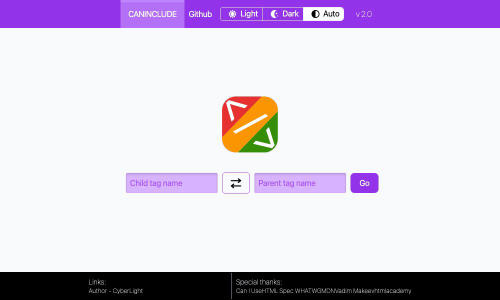 CANINCLUDE Github Light Dark Auto v 2.0
Child tag name Parent tag name Go
Links:
Author - CyberLight
Special thanks:
Can I UseHTML Spec WHATWGMDNVadim Makeevhtmlacademy